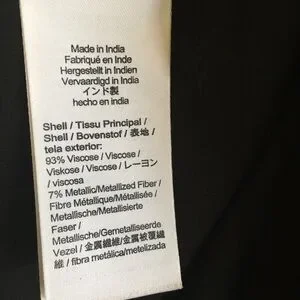 Made in India
Fabriqué en Inde
Hergestellt in Indien
Vervaardigd in India
インド製
hecho en india
Shell / Tissu Principal /
Shell / Bovenstof / 表地 /
tela exterior:
93% Viscose / Viscose /
Viskose / Viscose / レーヨン
/ viscosa
7% Metallic/Metallized Fiber /
Fibre Métallique/Métallisée /
Metallische/Metallisierte
Faser /
Metallische/Gemetalliseerde
Vezel / 金属繊維/金属被覆繊
維 / fibra metálica/metelizada